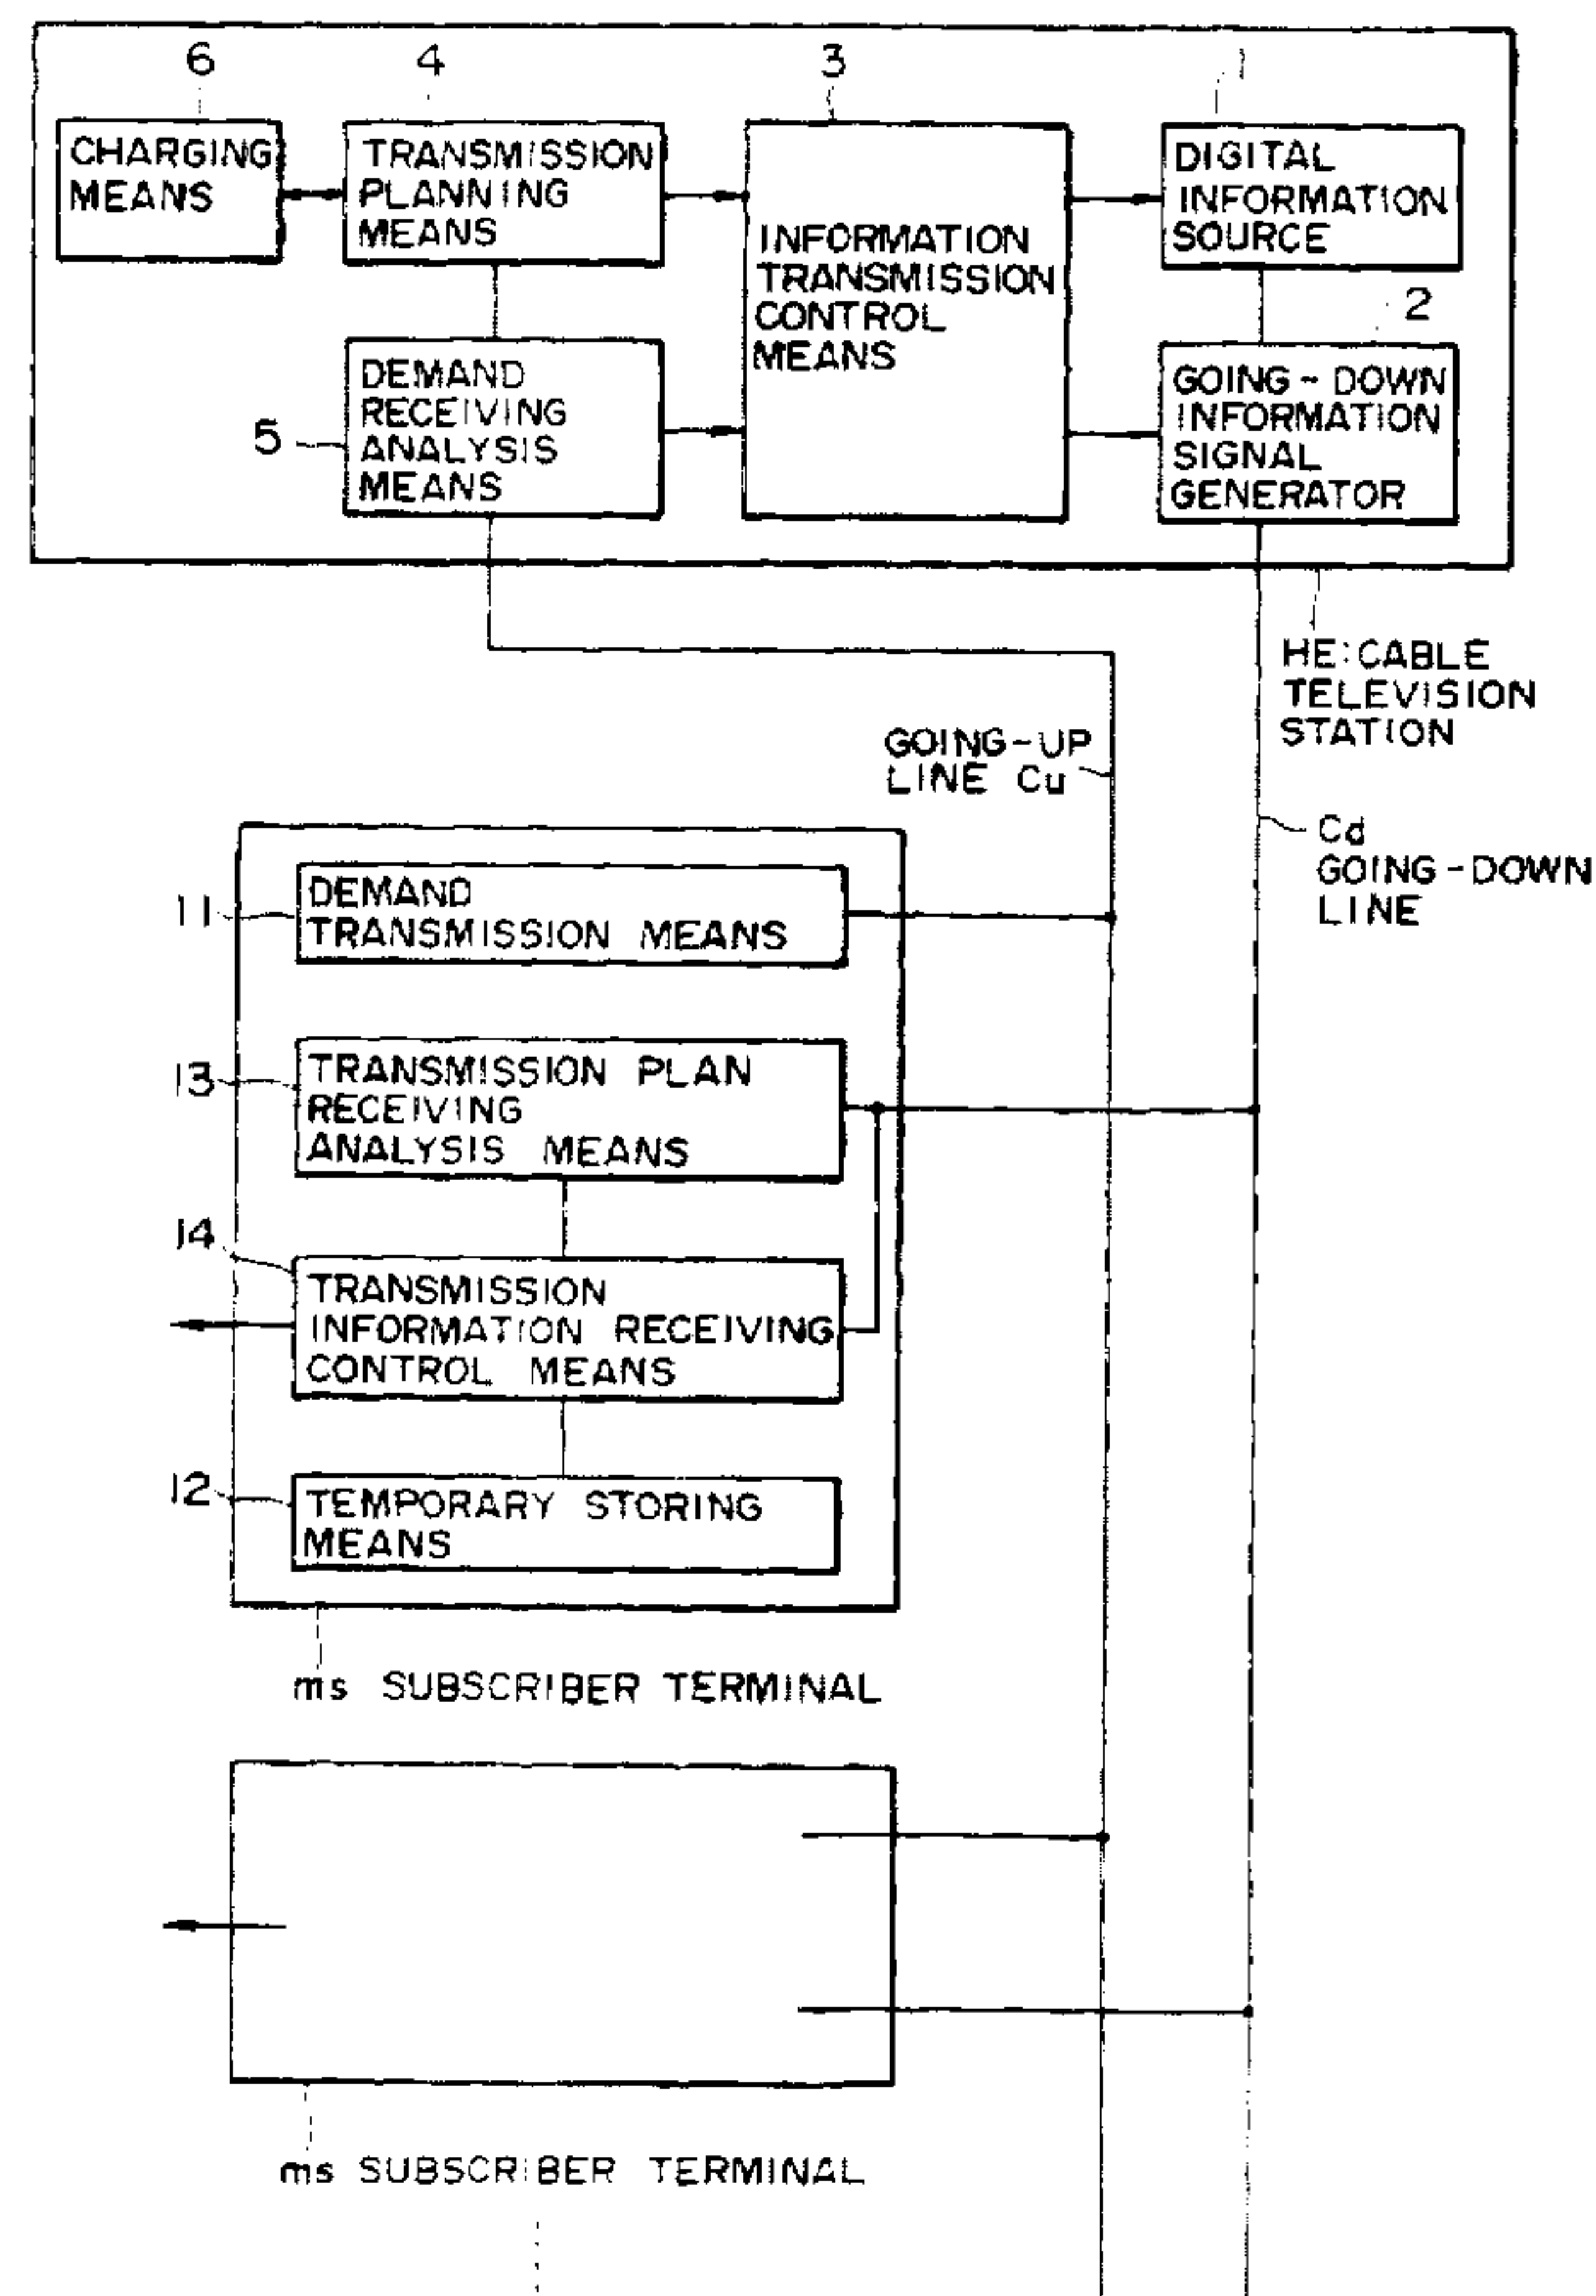 6
4
3
1
CHARGING
MEANS
TRANSMISSION
PLANNING
MEANS
INFORMATION
TRANSMISSION
CONTROL
MEANS
DIGITAL
INFORMATION
SOURCE
2
5
DEMAND
RECEIVING
ANALYSIS
MEANS
GOING-DOWN
INFORMATION
SIGNAL
GENERATOR
HE:CABLE
TELEVISION
STATION
GOING-UP
LINE Cu
Cd
GOING-DOWN
LINE
11
DEMAND
TRANSMISSION MEANS
13
TRANSMISSION PLAN
RECEIVING
ANALYSIS MEANS
14
TRANSMISSION
INFORMATION RECEIVING
CONTROL MEANS
12
TEMPORARY STORING
MEANS
ms SUBSCRIBER TERMINAL
ms SUBSCRIBER TERMINAL